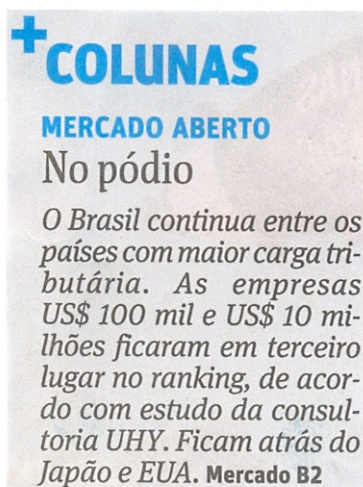 +COLUNAS
MERCADO ABERTO
No pódio
O Brasil continua entre os
países com maior carga tri-
butária. As empresas
US$ 100 mil e US$ 10 mi-
lhões ficaram em terceiro
lugar no ranking, de acor-
do com estudo da consul-
toria UHY. Ficam atrás do
Japão e EUA. Mercado B2